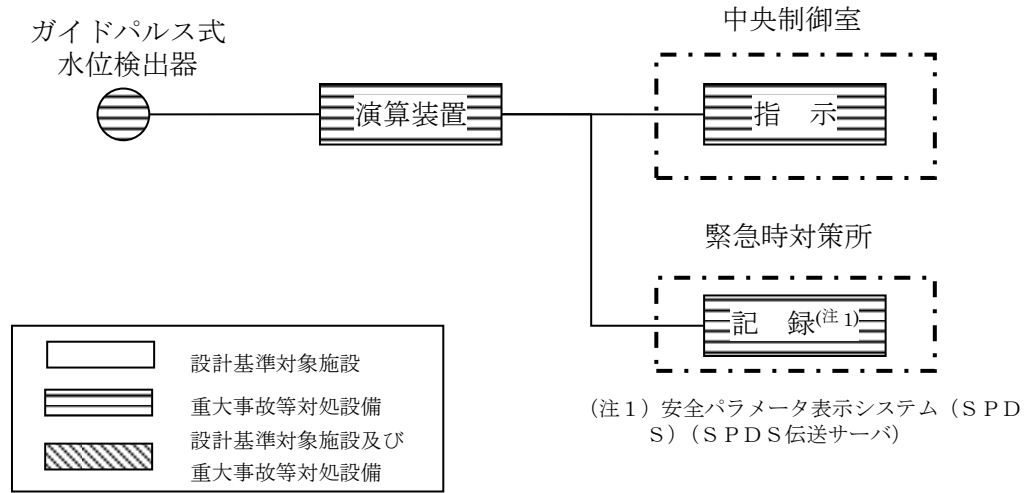 ガイドパルス式
水位検出器
演算装置
中央制御室
指　示
緊急時対策所
記　録(注1)
(注１）安全パラメータ表示システム（ＳＰＤ
Ｓ）（ＳＰＤＳ伝送サーバ）
設計基準対象施設
重大事故等対処設備
設計基準対象施設及び
重大事故等対処設備